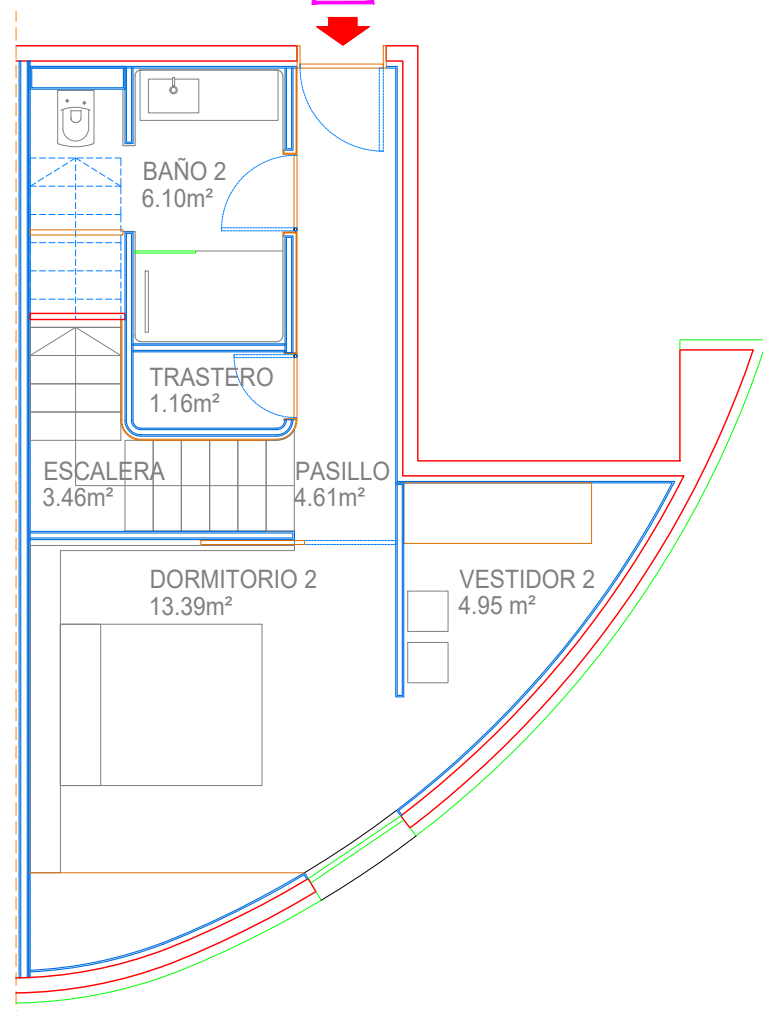 BAÑO 2
6.10m²
TRASTERO
1.16m²
ESCALERA
3.46m²
PASILLO
4.61m²
DORMITORIO 2
13.39m²
VESTIDOR 2
4.95 m²